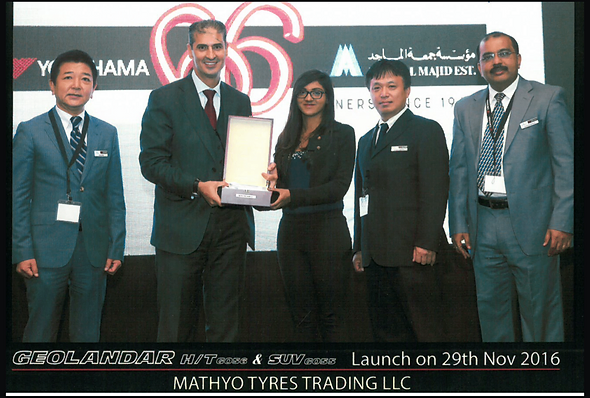 YOKOHAMA
مؤسسة جمعة الماجد
AL MAJID EST.
NERS SINCE 19
GEOLANDAR H/T G056 & SUV G055 Launch on 29th Nov 2016
MATHYO TYRES TRADING LLC